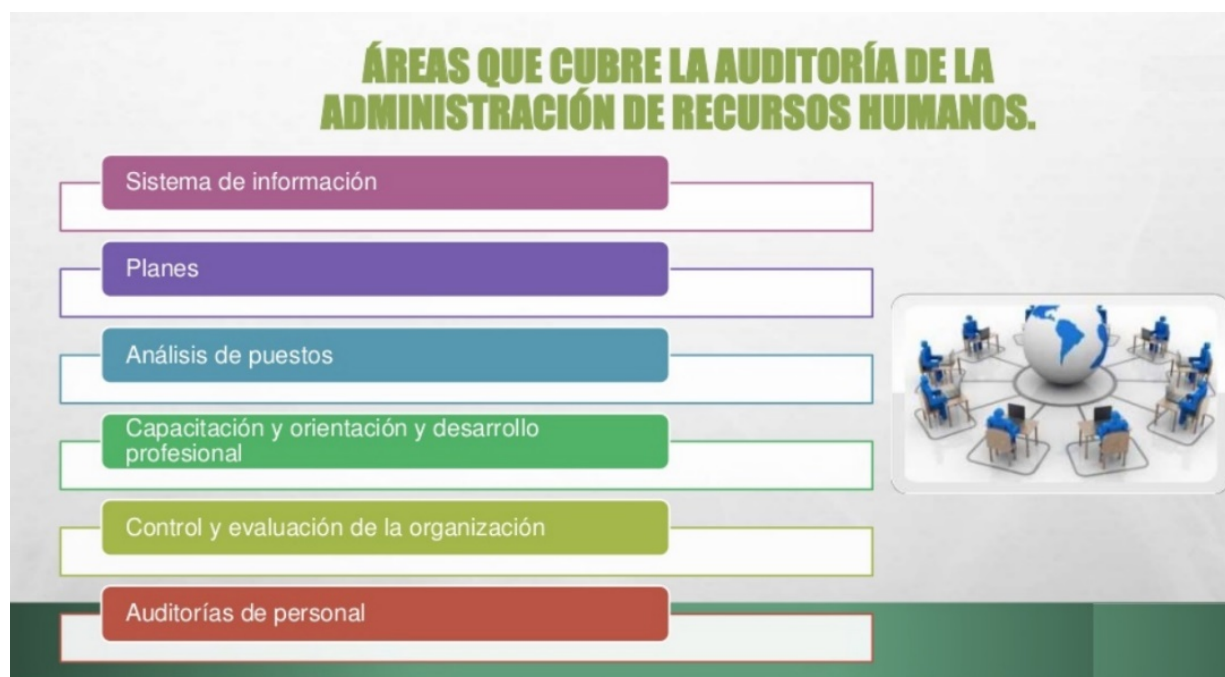 ÁREAS QUE CUBRE LA AUDITORÍA DE LA
ADMINISTRACIÓN DE RECURSOS HUMANOS.
Sistema de información
Planes
Análisis de puestos
Capacitación y orientación y desarrollo
profesional
Control y evaluación de la organización
Auditorías de personal